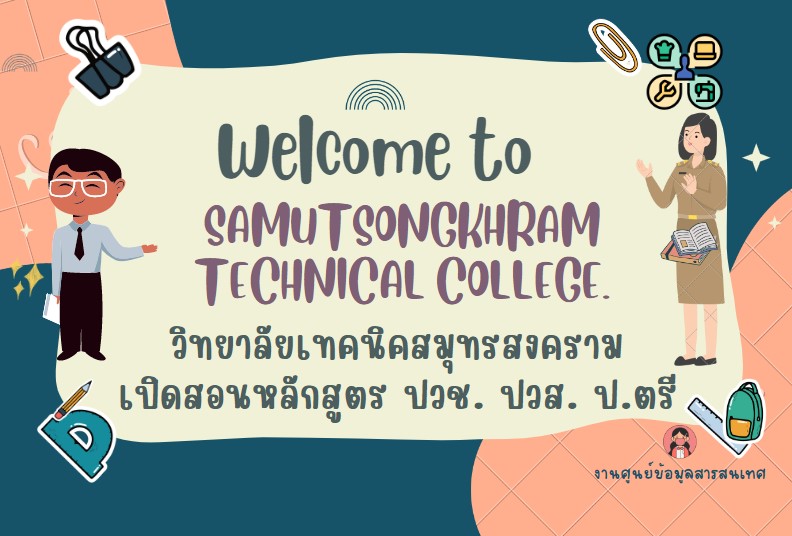 Welcome to
SAMUTSONGKHRAM
TECHNICAL COLLEGE.
วิทยาลัยเทคนิคสมุทรสงคราม
เปิดสอนหลักสูตร ปวช. ปวส. ป.ตรี
งานศูนย์ข้อมูลสารสนเทศ